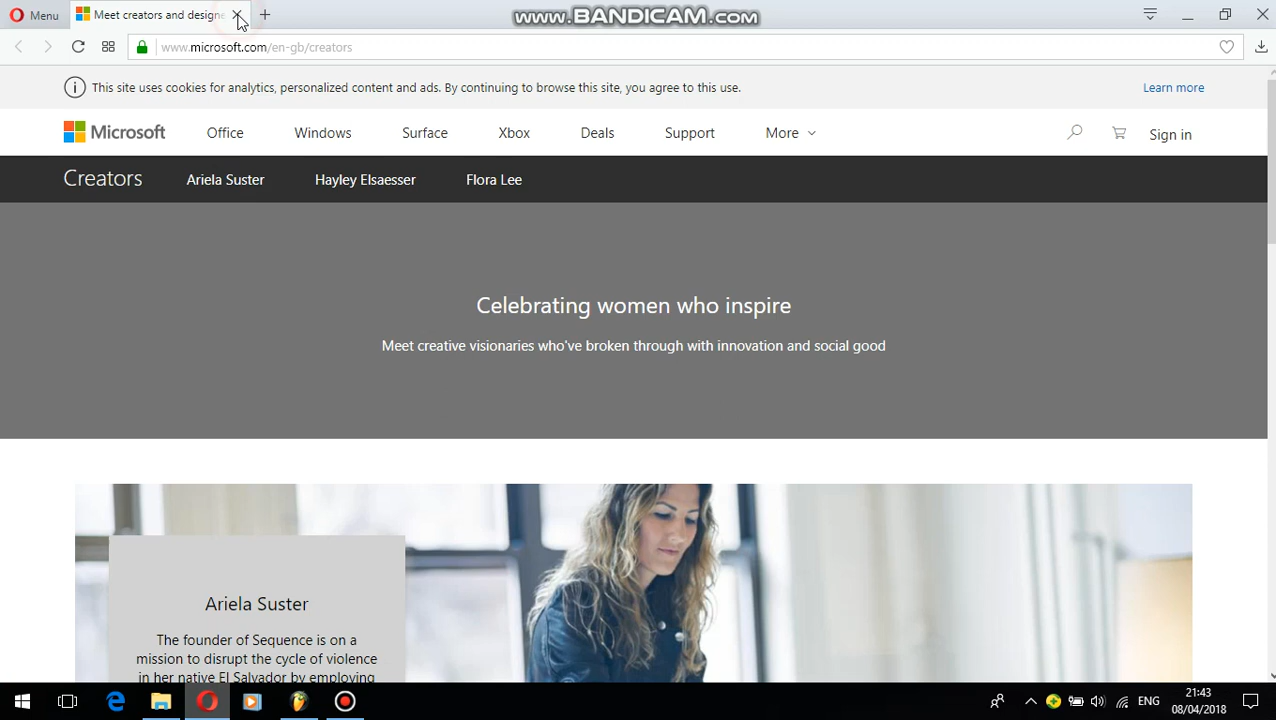 Menu
Meet creators and designe
www.BANDICAM.com
www.microsoft.com/en-gb/creators
This site uses cookies for analytics, personalized content and ads. By continuing to browse this site, you agree to this use.
Learn more
Microsoft
Office
Windows
Surface
Xbox
Deals
Support
More
Sign in
Creators
Ariela Suster
Hayley Elsaesser
Flora Lee
Celebrating women who inspire
Meet creative visionaries who've broken through with innovation and social good
Ariela Suster
The founder of Sequence is on a
mission to disrupt the cycle of violence
in her native El Salvador by employing
ENG
21:43
08/04/2018